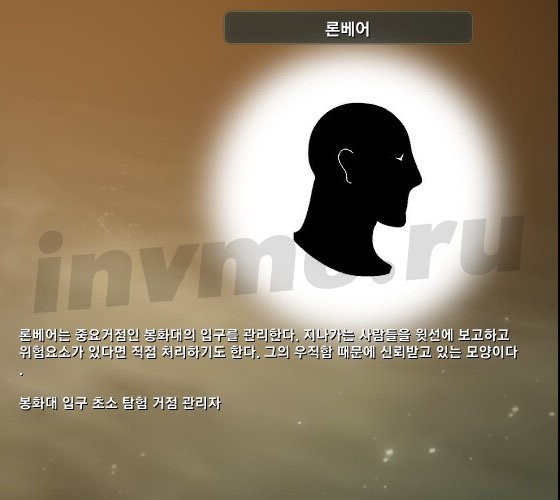 론베어
invmo.ru
론베어는 중요거점인 봉화대의 입구를 관리한다. 지나가는 사람들을 윗선에 보고하고
위험요소가 있다면 직접 처리하기도 한다. 그의 우직함 때문에 신뢰받고 있는 모양이다
.
봉화대 입구 초소 탐험 거점 관리자